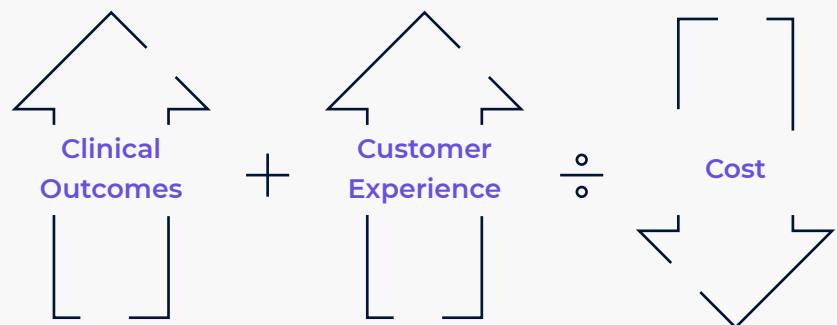 Clinical
Outcomes
+
Customer
Experience
÷
Cost